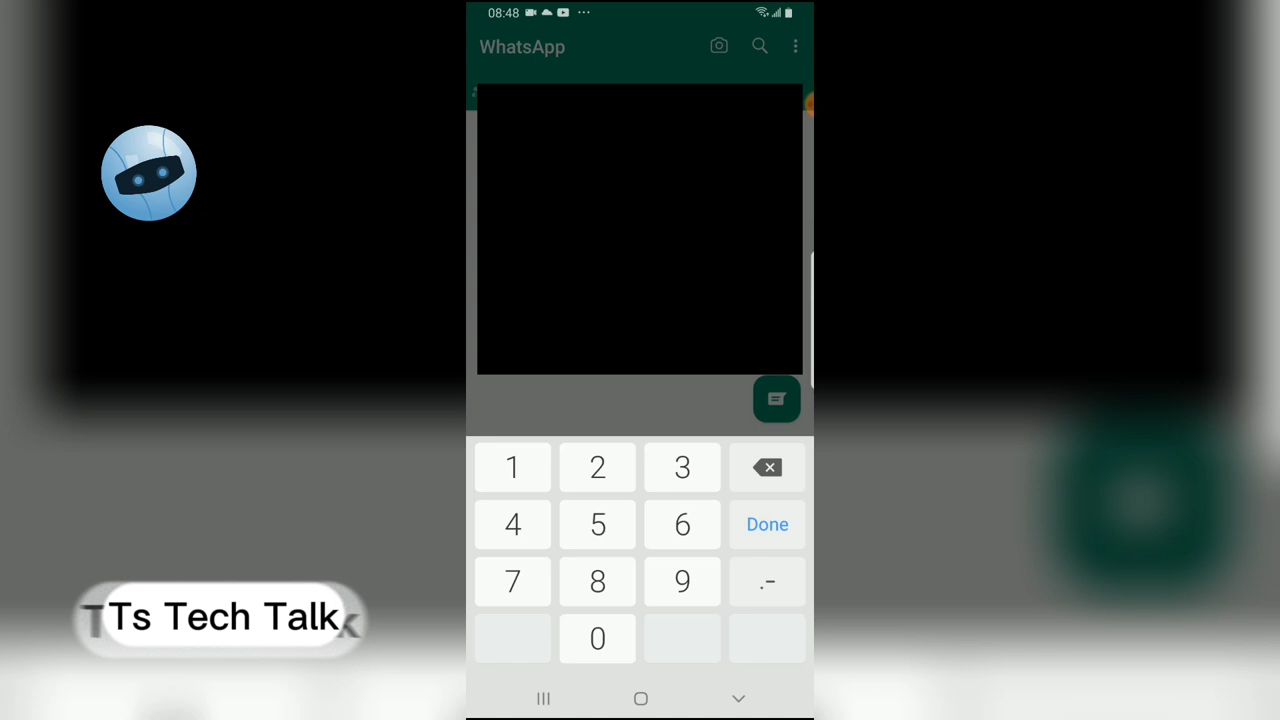 08:48
WhatsApp
1 2 3
4 5 6 Done
7 8 9 .-
0
Ts Tech Talk